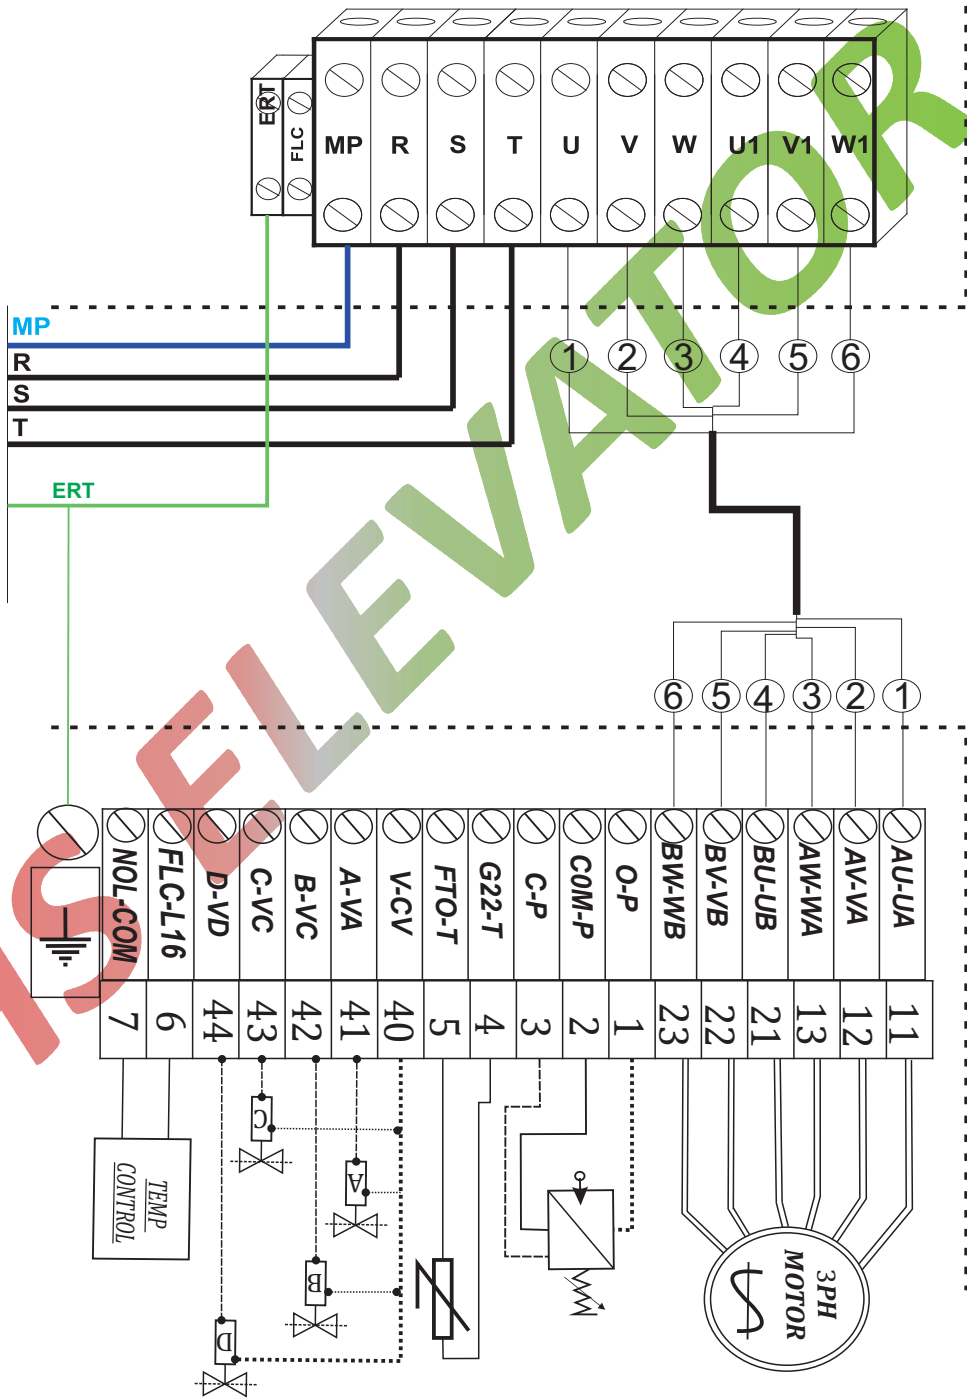 ERT
FLC
MP R S T U V W U1 V1 W1
MP
R
S
T
ERT
1 2 3 4 5 6
6 5 4 3 2 1
NOL-COM FLC-L16 D-VD C-VC B-VC A-VA V-CV FTO-T G22-T C-P COM-P O-P BW-WB BV-VB BU-UB AW-WA AV-VA AU-UA
7 6 44 43 42 41 40 5 4 3 2 1 23 22 21 13 12 11
TEMP
CONTROL
C
A
B
D
3PH
MOTOR
S ELEVATOR